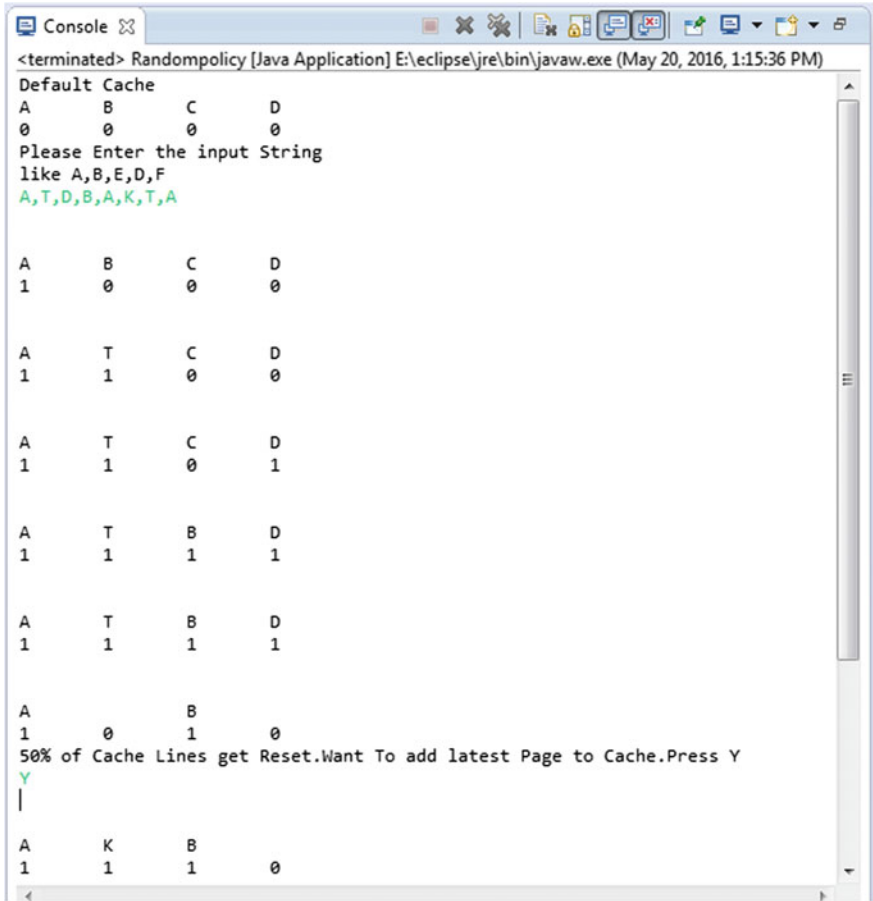 Console
<terminated> Randompolicy [Java Application] E:\eclipse\jre\bin\javaw.exe (May 20, 2016, 1:15:36 PM)
Default Cache
A B C D
0 0 0 0
Please Enter the input String
like A,B,E,D,F
A,T,D,B,A,K,T,A
A B C D
1 0 0 0
A T C D
1 1 0 0
A T C D
1 1 0 1
A T B D
1 1 1 1
A T B D
1 1 1 1
A B
1 0 1 0
50% of Cache Lines get Reset.Want To add latest Page to Cache.Press Y
Y
A K B
1 1 1 0